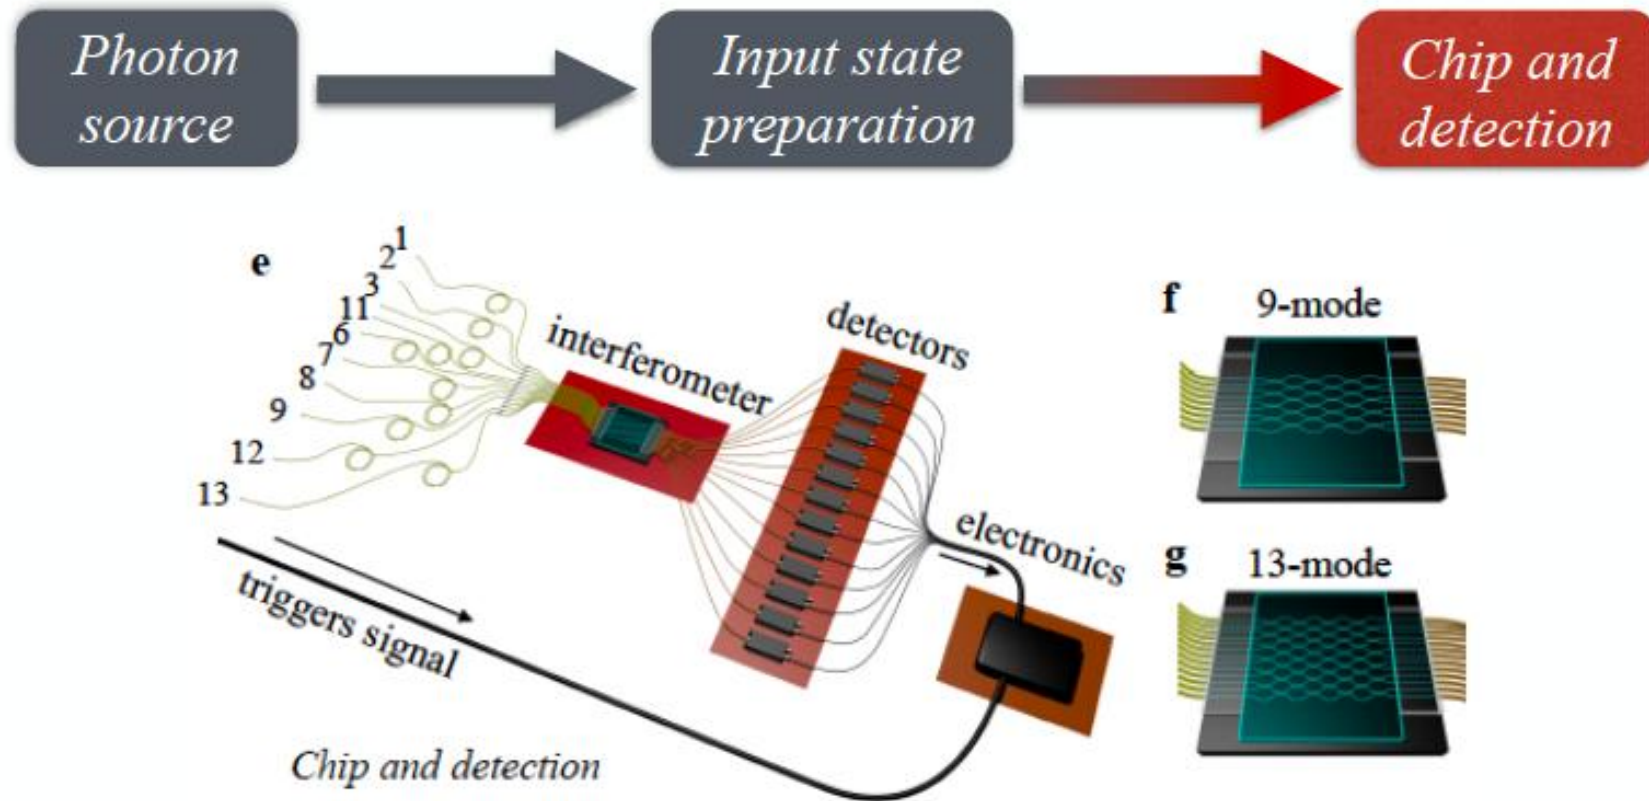 Photon
source
Input state
preparation
Chip and
detection
e
1
2
3
11
6
7
8
9
12
13
interferometer
detectors
electronics
triggers signal
Chip and detection
f
9-mode
g
13-mode